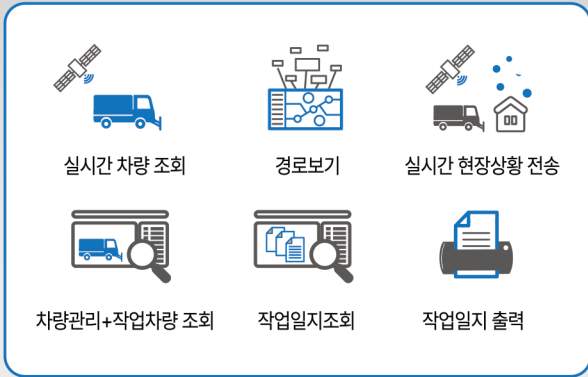 실시간 차량 조회
경로보기
실시간 현장상황 전송
차량관리+작업차량 조회
작업일지조회
작업일지 출력